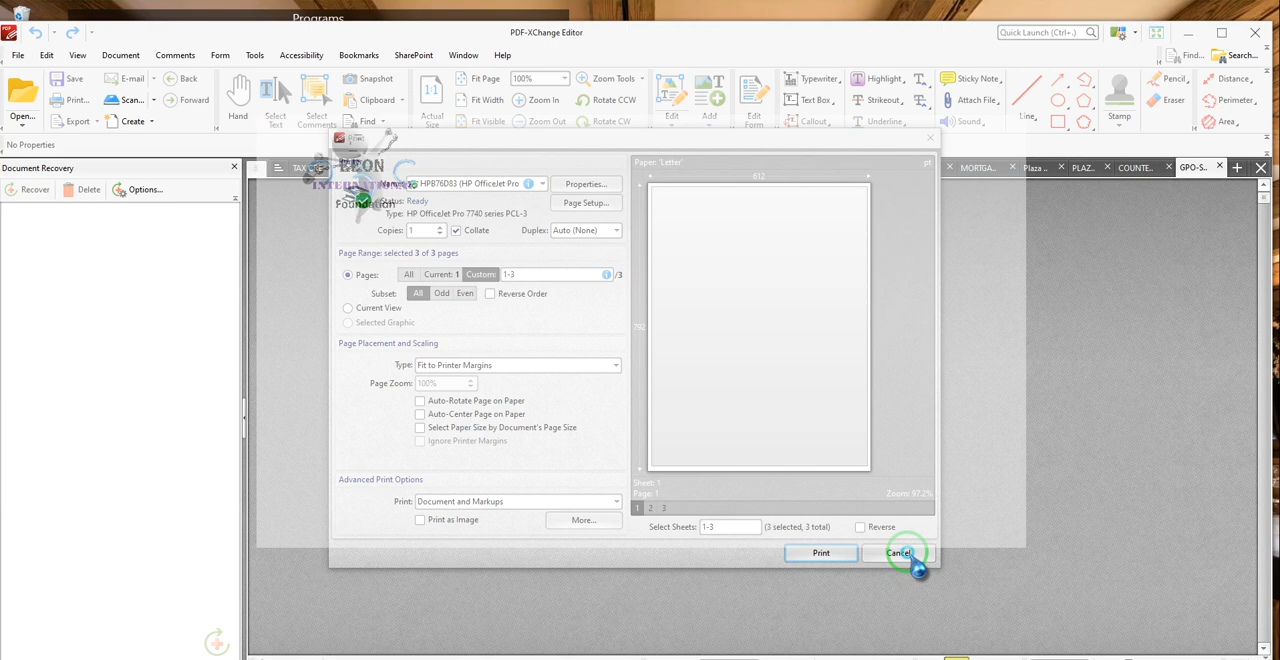 Programs
PDF-XChange Editor
Quick Launch (Ctrl+.)
File Edit View Document Comments Form Tools Accessibility Bookmarks SharePoint Window Help
Find... Search...
Save E-mail Back Snapshot Fit Page 100% Zoom Tools Typewriter Highlight Sticky Note Pencil Distance
Open... Print... Scan... Forward Hand Select Text Select Comments Clipboard Actual Size Fit Width Zoom In Rotate CCW Edit Add Edit Form Text Box Strikeout Attach File Line Stamp Eraser Perimeter
Export Create Find Fit Visible Zoom Out Rotate CW Callout Underline Sound Area
No Properties
Document Recovery
TAX MORTGA... Plaza .. PLAZ.. COUNTE.. GPO-S..
Recover Delete Options...
Print
Paper: 'Letter' pt
EON
INTERNATIONAL
Foundation
Name: HPB76D83 (HP OfficeJet Pro Properties...
Status: Ready Page Setup...
Type: HP OfficeJet Pro 7740 series PCL-3
Copies: 1 Collate Duplex: Auto (None)
Page Range: selected 3 of 3 pages
Pages: All Current: 1 Custom: 1-3 /3
Subset: All Odd Even Reverse Order
Current View
Selected Graphic
Page Placement and Scaling
Type: Fit to Printer Margins
Page Zoom: 100%
Auto-Rotate Page on Paper
Auto-Center Page on Paper
Select Paper Size by Document's Page Size
Ignore Printer Margins
Advanced Print Options
Print: Document and Markups
Print as Image More...
612
792
Sheet: 1
Page: 1 Zoom: 97.2%
1 2 3
Select Sheets: 1-3 (3 selected, 3 total) Reverse
Print Cancel